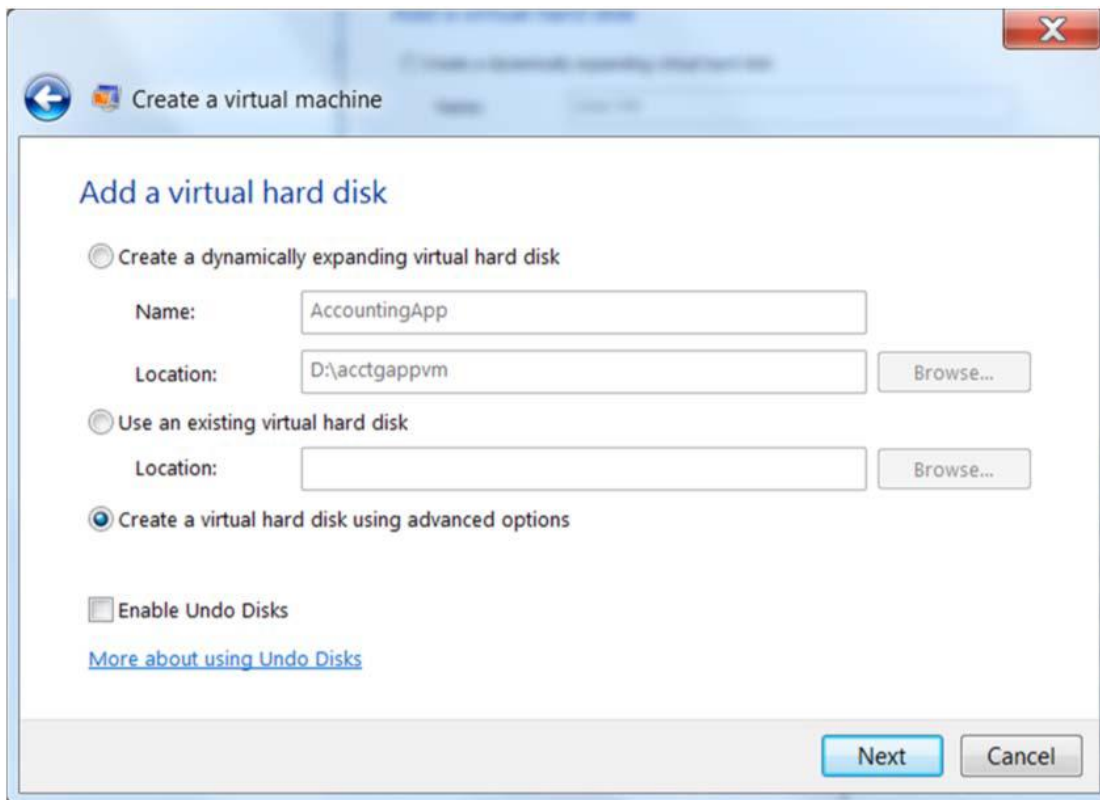 Create a virtual machine
Add a virtual hard disk
Create a dynamically expanding virtual hard disk
Name:
AccountingApp
Location:
D:\acctgappvm
Browse...
Use an existing virtual hard disk
Location:
Browse...
Create a virtual hard disk using advanced options
Enable Undo Disks
More about using Undo Disks
Next
Cancel